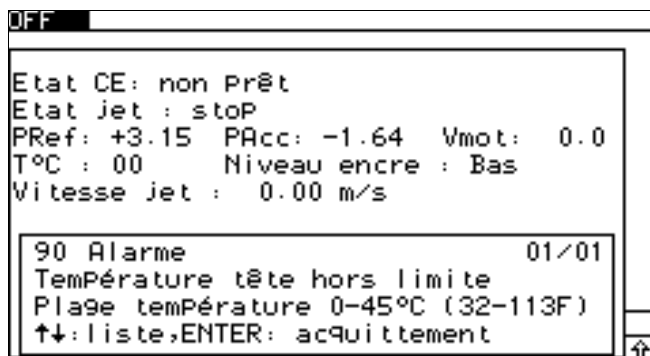 OFF
Etat CE: non prêt
Etat jet : stop
PRef: +3.15 PAcc: -1.64 Vmot: 0.0
T°C : 00 Niveau encre : Bas
Vitesse jet : 0.00 m/s
90 Alarme 01/01
Température tête hors limite
Plage température 0-45°C (32-113F)
↑↓:liste,ENTER: acquittement